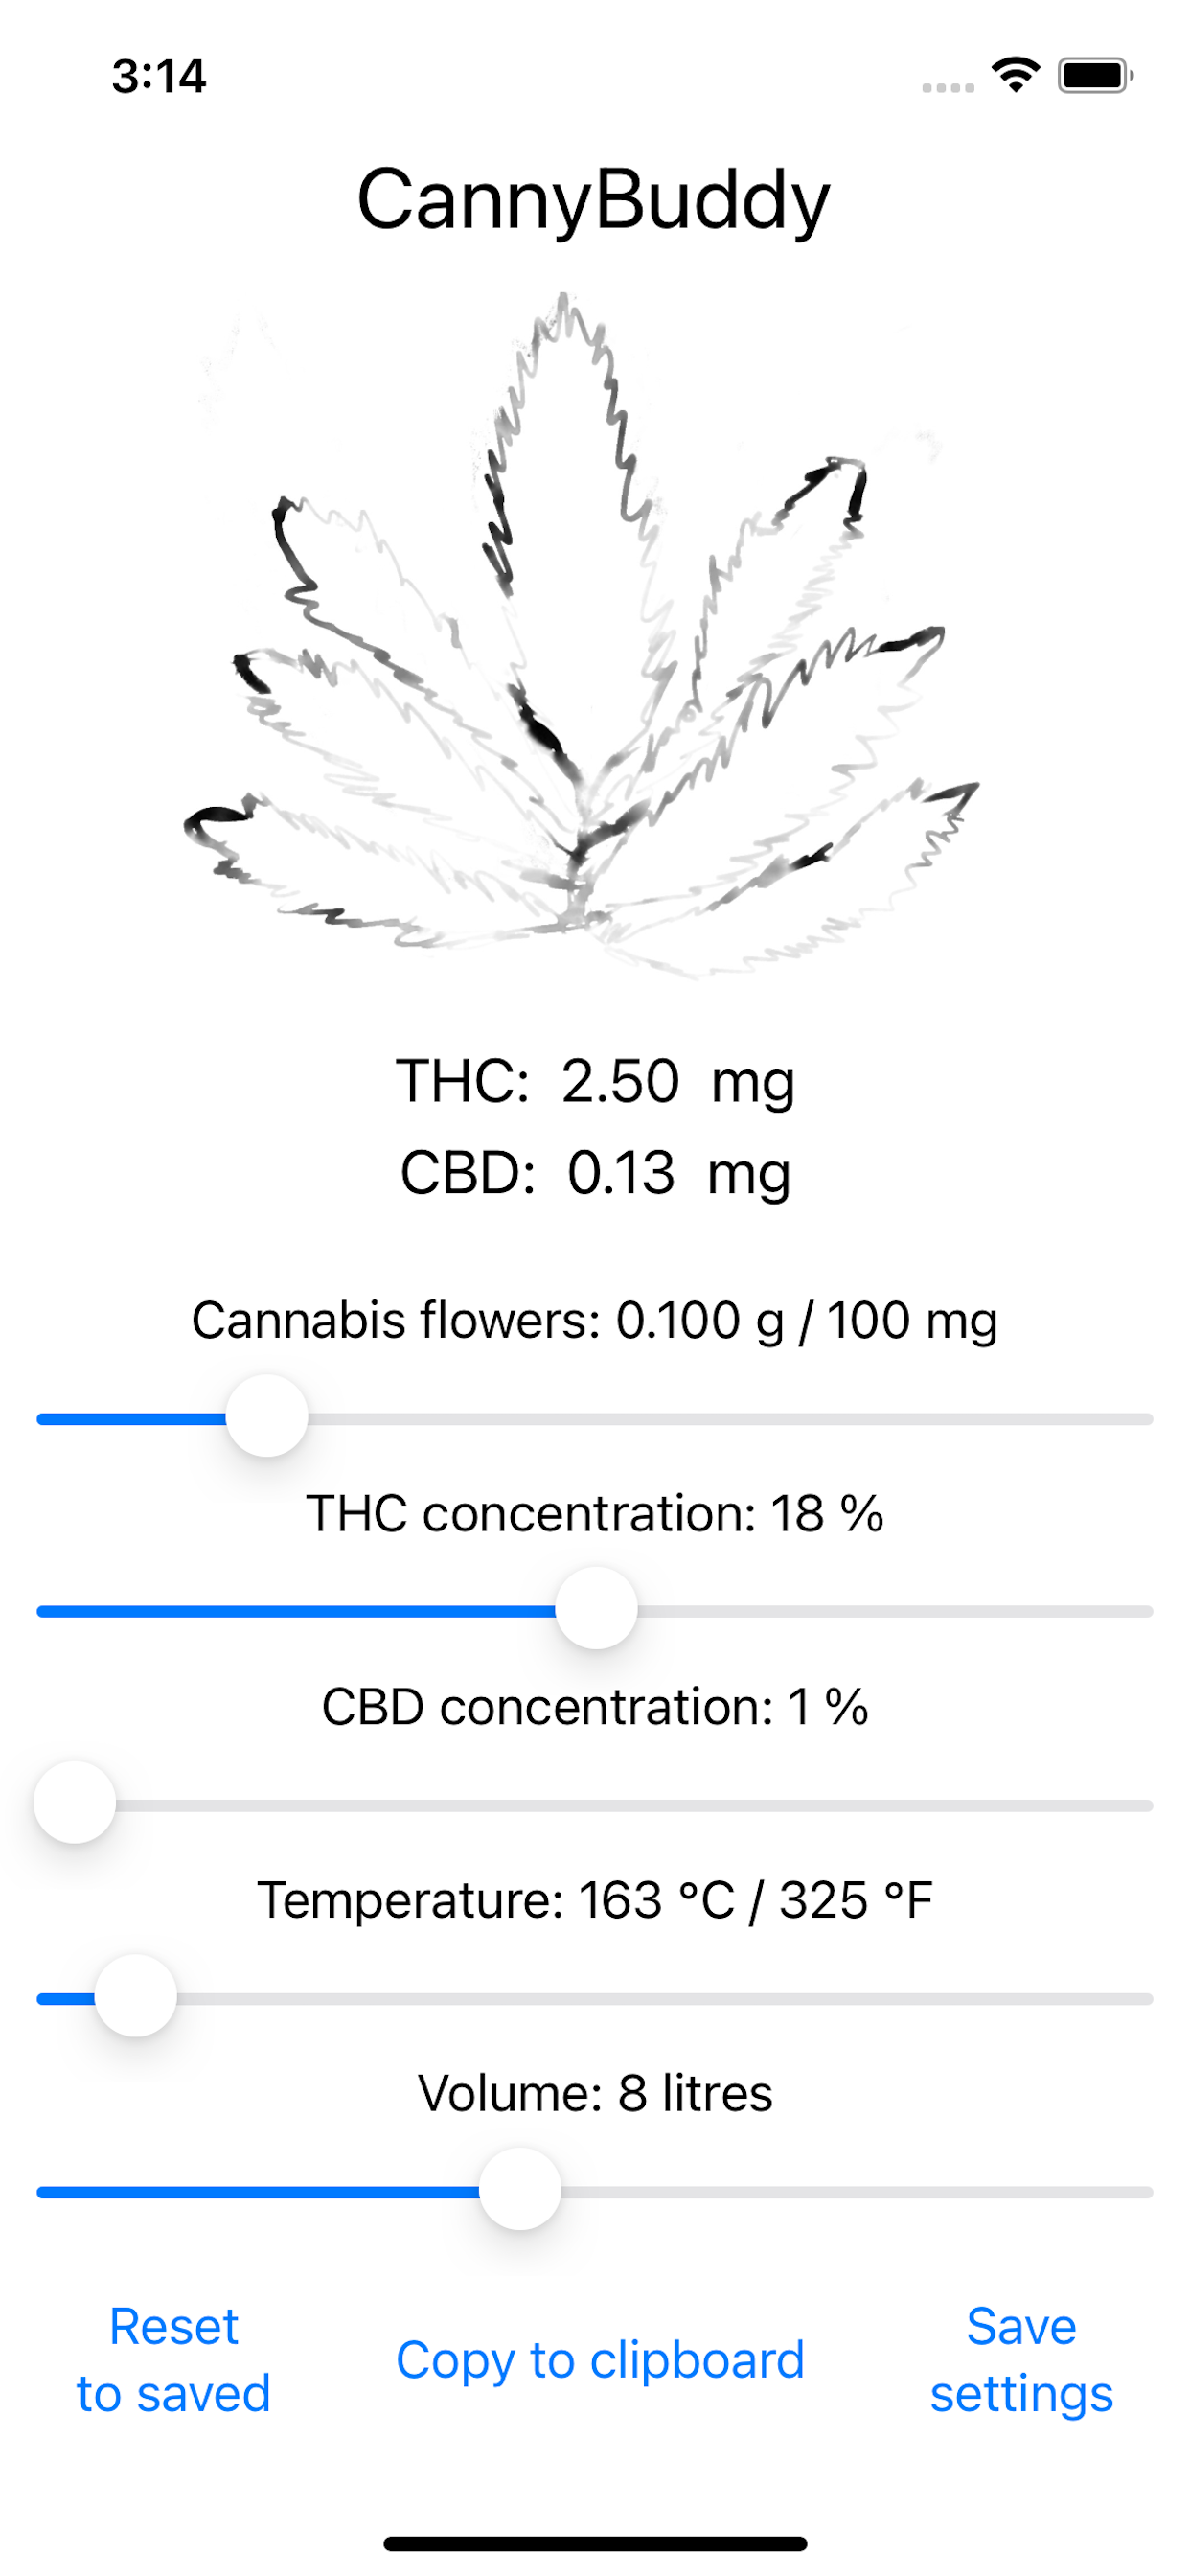 3:14
CannyBuddy
THC: 2.50 mg
CBD: 0.13 mg
Cannabis flowers: 0.100 g / 100 mg
THC concentration: 18 %
CBD concentration: 1 %
Temperature: 163 °C / 325 °F
Volume: 8 litres
Reset
to saved
Copy to clipboard
Save
settings